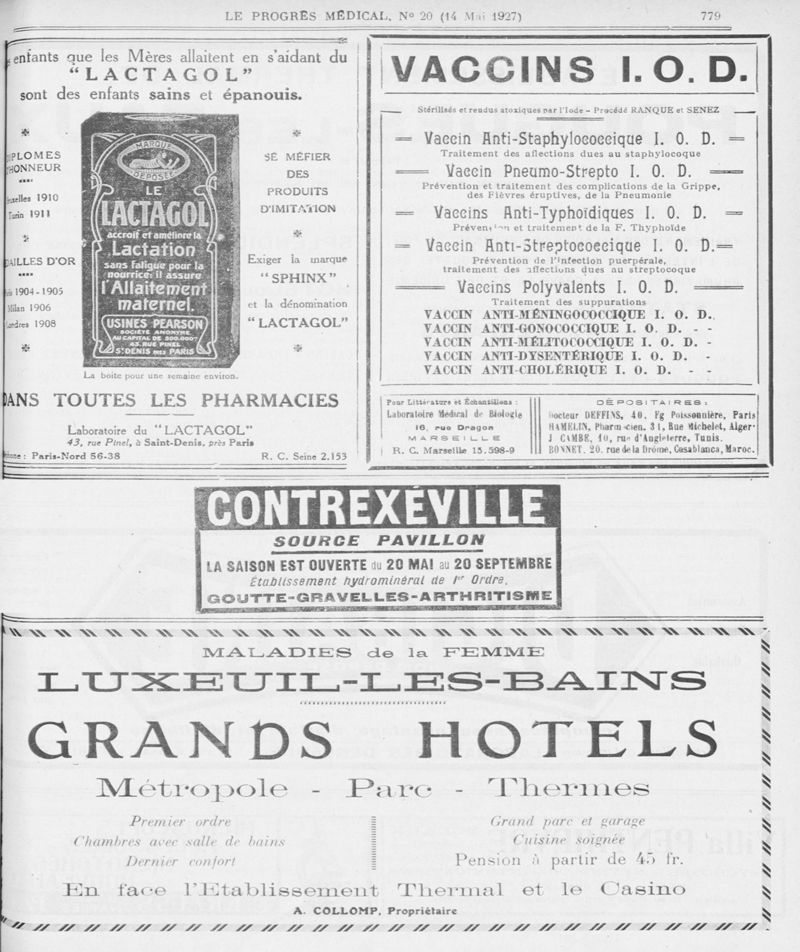 LE PROGRÈS MÉDICAL, No 20 (14 Mai 1927) 779
enfants que les Mères allaitent en s'aidant du
“LACTAGOL”
sont des enfants sains et épanouis.
HONNEUR
1910
Turin 1911
D'OR
1904-1905
Milan 1906
Londres 1908
MARQUE
DÉPOSÉE
LE
LACTAGOL
accroît et améliore la
Lactation
sans fatigue pour la
nourrice: il assure
l'Allaitement
maternel.
USINES PEARSON
SOCIÉTÉ ANONYME
AU CAPITAL DE 500.000frs
43, RUE PINEL
ST DENIS PRÈS PARIS
SE MÉFIER
DES
PRODUITS
D'IMITATION
Exiger la marque
“SPHINX”
et la dénomination
“LACTAGOL”
La boîte pour une semaine environ.
DANS TOUTES LES PHARMACIES
Laboratoire du “LACTAGOL”
43, rue Pinel, à Saint-Denis, près Paris
: Paris-Nord 56-38 R. C. Seine 2.153
VACCINS I. O. D.
Stérilisés et rendus atoxiques par l'Iode - Procédé RANQUE et SENEZ
Vaccin Anti-Staphylococcique I. O. D.
Traitement des affections dues au staphylocoque
Vaccin Pneumo-Strepto I. O. D.
Prévention et traitement des complications de la Grippe,
des Fièvres éruptives, de la Pneumonie
Vaccins Anti-Typhoïdiques I. O. D.
Prévention et traitement de la F. Thyphoïde
Vaccin Anti-Streptococcique I. O. D.
Prévention de l'infection puerpérale,
traitement des affections dues au streptocoque
Vaccins Polyvalents I. O. D.
Traitement des suppurations
VACCIN ANTI-MÉNINGOCOCCIQUE I. O. D.
VACCIN ANTI-GONOCOCCIQUE I. O. D. - -
VACCIN ANTI-MÉLITOCOCCIQUE I. O. D. -
VACCIN ANTI-DYSENTÉRIQUE I. O. D. -
VACCIN ANTI-CHOLÉRIQUE I. O. D. - -
Pour Littérature et Échantillons :
Laboratoire Médical de Biologie
16, rue Dragon
MARSEILLE
R. C. Marseille 15.598-9
DÉPOSITAIRES :
Docteur DEFFINS, 40, Fg Poissonnière, Paris
HAMELIN, Pharmacien, 31, Rue Michelet, Alger
J CAMBE, 10, rue d'Angleterre, Tunis.
BONNET, 20, rue de la Drôme, Casablanca, Maroc.
CONTREXÉVILLE
SOURCE PAVILLON
LA SAISON EST OUVERTE du 20 MAI au 20 SEPTEMBRE
Établissement hydrominéral de 1er Ordre,
GOUTTE-GRAVELLES-ARTHRITISME
MALADIES de la FEMME
LUXEUIL-LES-BAINS
GRANDS HOTELS
Métropole - Parc - Thermes
Premier ordre
Chambres avec salle de bains
Dernier confort
Grand parc et garage
Cuisine soignée
Pension à partir de 45 fr.
En face l'Etablissement Thermal et le Casino
A. COLLOMP, Propriétaire